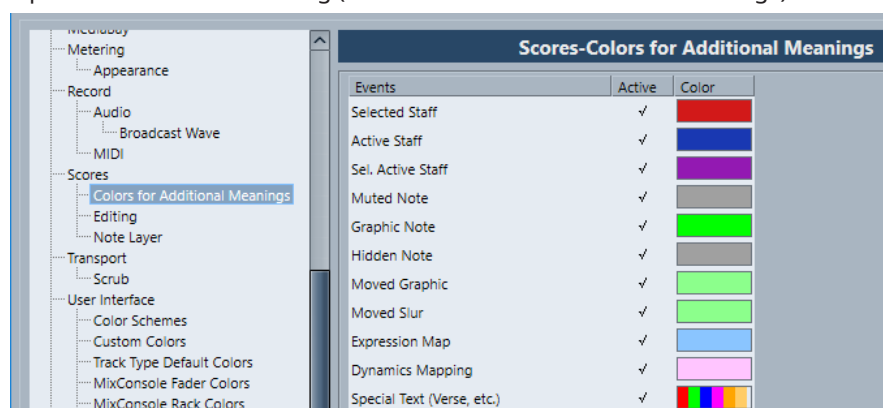 MediaBay
Metering
Appearance
Record
Audio
Broadcast Wave
MIDI
Scores
Colors for Additional Meanings
Editing
Note Layer
Transport
Scrub
User Interface
Color Schemes
Custom Colors
Track Type Default Colors
MixConsole Fader Colors
MixConsole Rack Colors
Scores-Colors for Additional Meanings
Events Active Color
Selected Staff √
Active Staff √
Sel. Active Staff √
Muted Note √
Graphic Note √
Hidden Note √
Moved Graphic √
Moved Slur √
Expression Map √
Dynamics Mapping √
Special Text (Verse, etc.) √